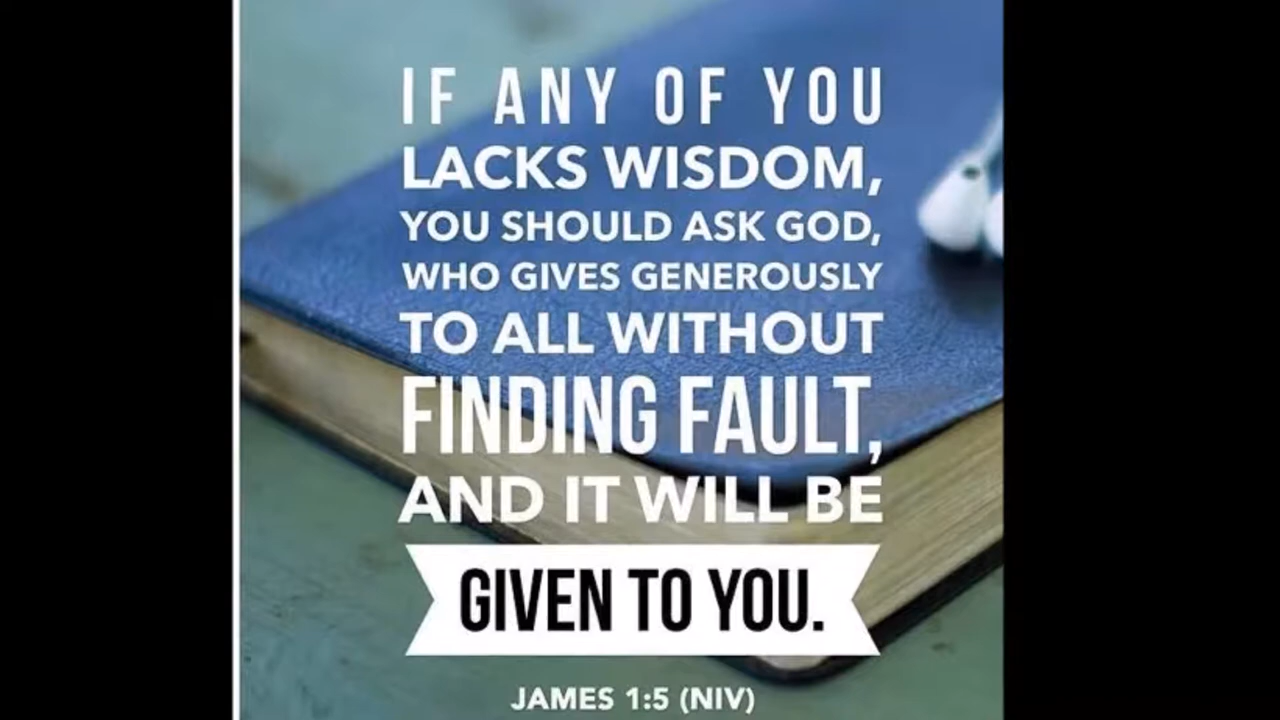 IF ANY OF YOU
LACKS WISDOM,
YOU SHOULD ASK GOD,
WHO GIVES GENEROUSLY
TO ALL WITHOUT
FINDING FAULT,
AND IT WILL BE
GIVEN TO YOU.
JAMES 1:5 (NIV)